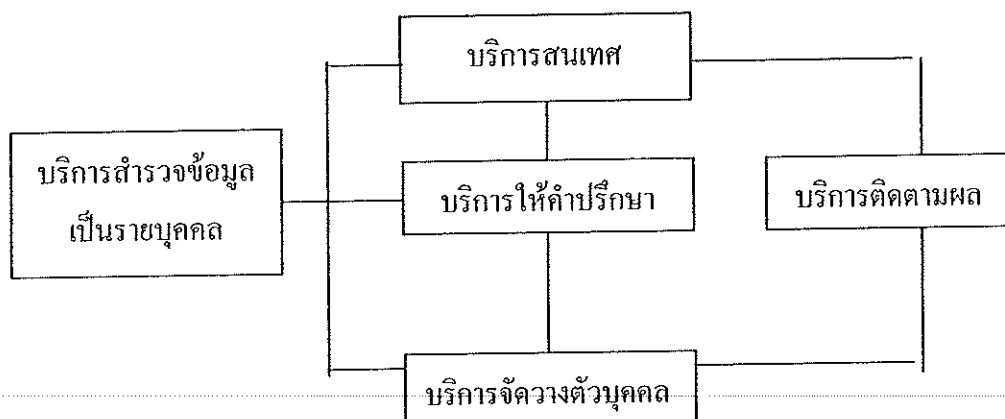 บริการสนเทศ
บริการสำรวจข้อมูล
เป็นรายบุคคล
บริการให้คำปรึกษา
บริการติดตามผล
บริการจัดวางตัวบุคคล